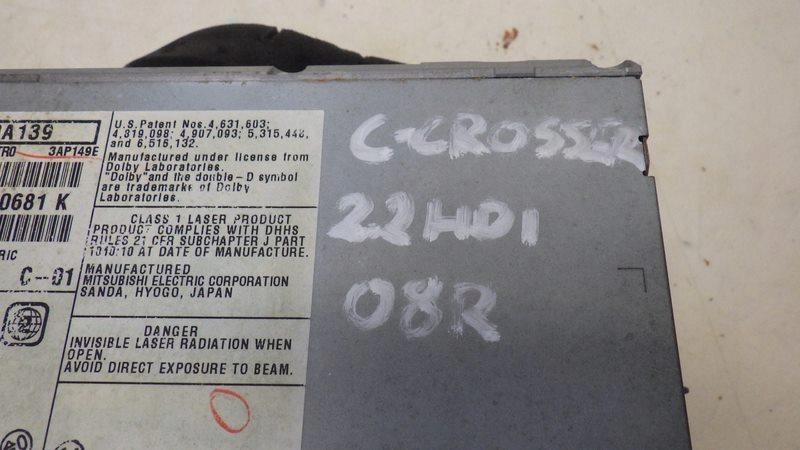 A139
TRO 3AP149E
0681 K
RIC
C-01
U.S.Patent Nos.4,631,603;
4,319,098; 4,907,093; 5,315,448,
and 6,516,132.
Manufactured under license from
Dolby Laboratories.
"Dolby"and the double-D symbol
are trademarks of Dolby
Laboratories.
CLASS 1 LASER PRODUCT
PRODUCT COMPLIES WITH DHHS
RULES 21 CFR SUBCHAPTER J PART
1040·10 AT DATE OF MANUFACTURE.
MANUFACTURED
MITSUBISHI ELECTRIC CORPORATION
SANDA, HYOGO, JAPAN
DANGER
INVISIBLE LASER RADIATION WHEN
OPEN.
AVOID DIRECT EXPOSURE TO BEAM.
C-CROSSER
2.2 HDI
08R